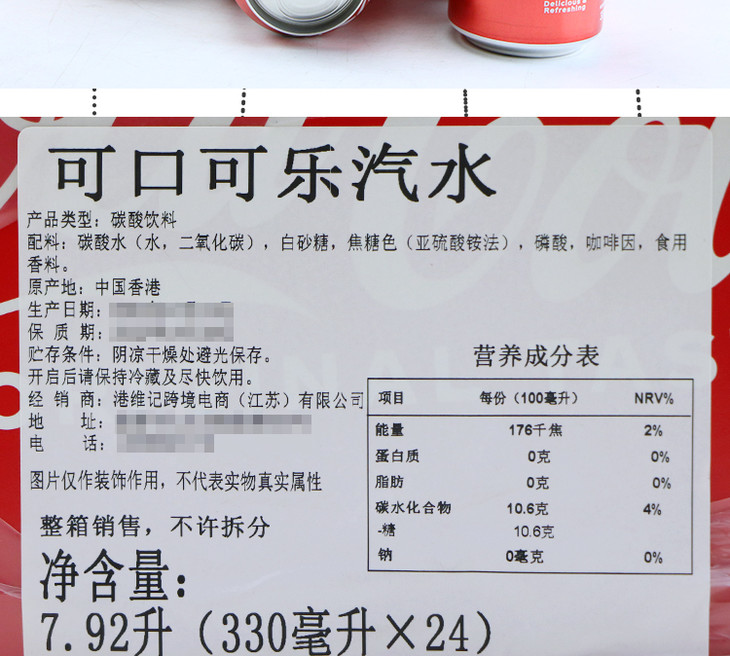 Delicious &
Refreshing
可口可乐汽水
产品类型：碳酸饮料
配料：碳酸水（水，二氧化碳），白砂糖，焦糖色（亚硫酸铵法），磷酸，咖啡因，食用
香料。
原产地：中国香港
生产日期：
保 质 期：
贮存条件：阴凉干燥处避光保存。
开启后请保持冷藏及尽快饮用。
经 销 商：港维记跨境电商（江苏）有限公司
地 址：
电 话：
图片仅作装饰作用，不代表实物真实属性
整箱销售，不许拆分
净含量：
7.92升（330毫升×24）
营养成分表
项目 每份（100毫升） NRV%
能量 176千焦 2%
蛋白质 0克 0%
脂肪 0克 0%
碳水化合物 10.6克 4%
-糖 10.6克
钠 0毫克 0%